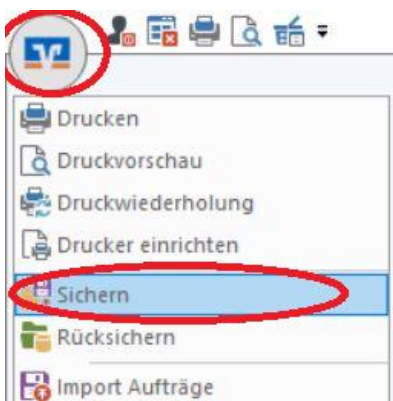 Drucken
Druckvorschau
Druckwiederholung
Drucker einrichten
Sichern
Rücksichern
Import Aufträge